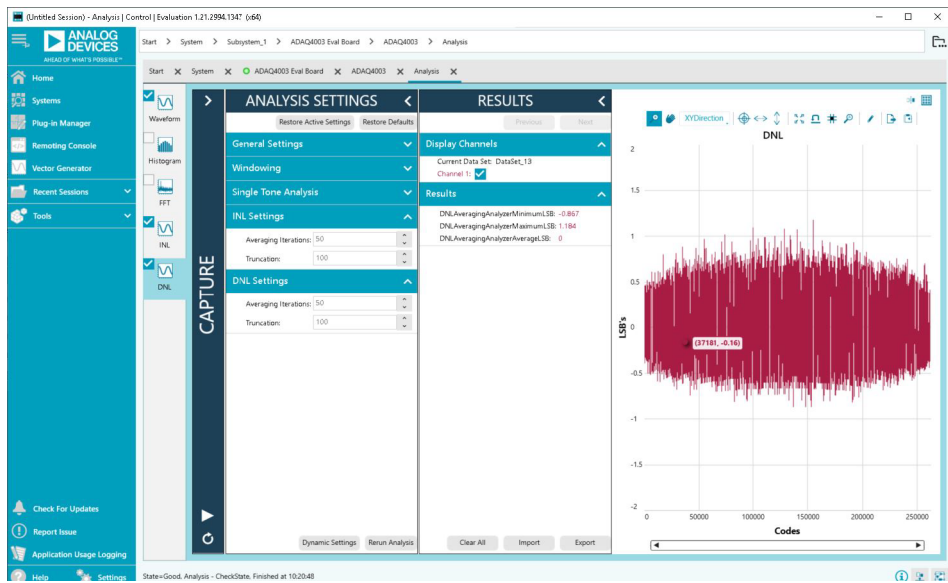 (Untitled Session) - Analysis | Control | Evaluation 1.21.2994.1347 (x64)
ANALOG
DEVICES
AHEAD OF WHAT'S POSSIBLE™
Start > System > Subsystem_1 > ADAQ4003 Eval Board > ADAQ4003 > Analysis
Start System ADAQ4003 Eval Board ADAQ4003 Analysis
Home
Systems
Plug-in Manager
Remoting Console
Vector Generator
Recent Sessions
Tools
Check For Updates
Report Issue
Application Usage Logging
Help Settings
Waveform
Histogram
FFT
INL
DNL
CAPTURE
ANALYSIS SETTINGS
Restore Active Settings Restore Defaults
General Settings
Windowing
Single Tone Analysis
INL Settings
Averaging Iterations: 50
Truncation: 100
DNL Settings
Averaging Iterations: 50
Truncation: 100
Dynamic Settings Rerun Analysis
RESULTS
Previous Next
Display Channels
Current Data Set: DataSet_13
Channel 1:
Results
DNLAveragingAnalyzerMinimumLSB: -0.867
DNLAveragingAnalyzerMaximumLSB: 1.184
DNLAveragingAnalyzerAverageLSB: 0
Clear All Import Export
XYDirection
DNL
2
1.5
1
0.5
0
-0.5
-1
-1.5
-2
LSB's
(37181, -0.16)
0 50000 100000 150000 200000 250000
Codes
State=Good. Analysis - CheckState. Finished at 10:20:48